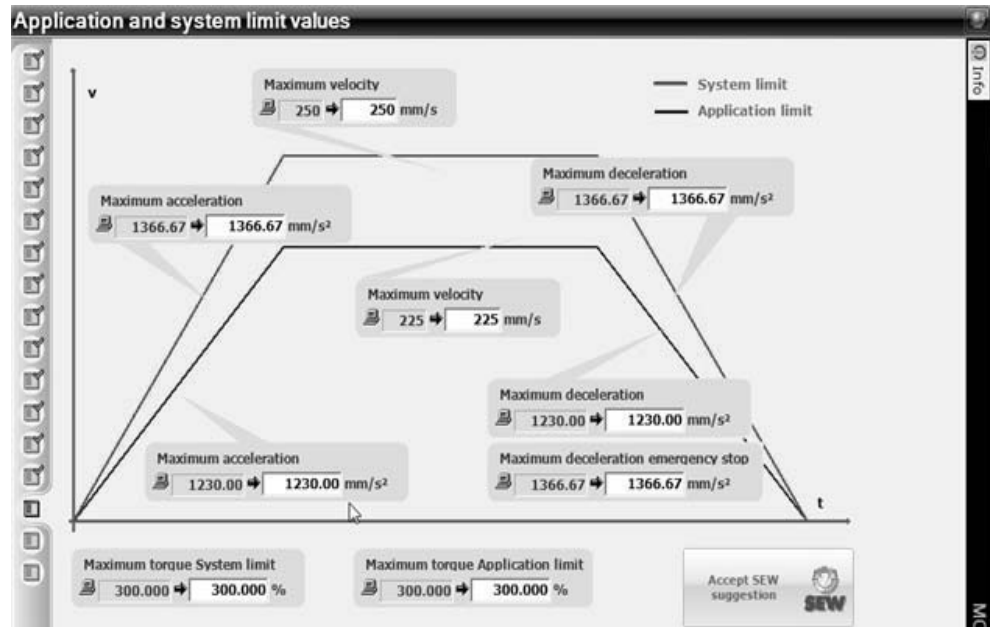 Application and system limit values
Info
v
Maximum velocity
250 250 mm/s
System limit
Application limit
Maximum deceleration
1366.67 1366.67 mm/s²
Maximum acceleration
1366.67 1366.67 mm/s²
Maximum velocity
225 225 mm/s
Maximum deceleration
1230.00 1230.00 mm/s²
Maximum acceleration
1230.00 1230.00 mm/s²
Maximum deceleration emergency stop
1366.67 1366.67 mm/s²
t
Maximum torque System limit
300.000 300.000 %
Maximum torque Application limit
300.000 300.000 %
Accept SEW
suggestion
SEW